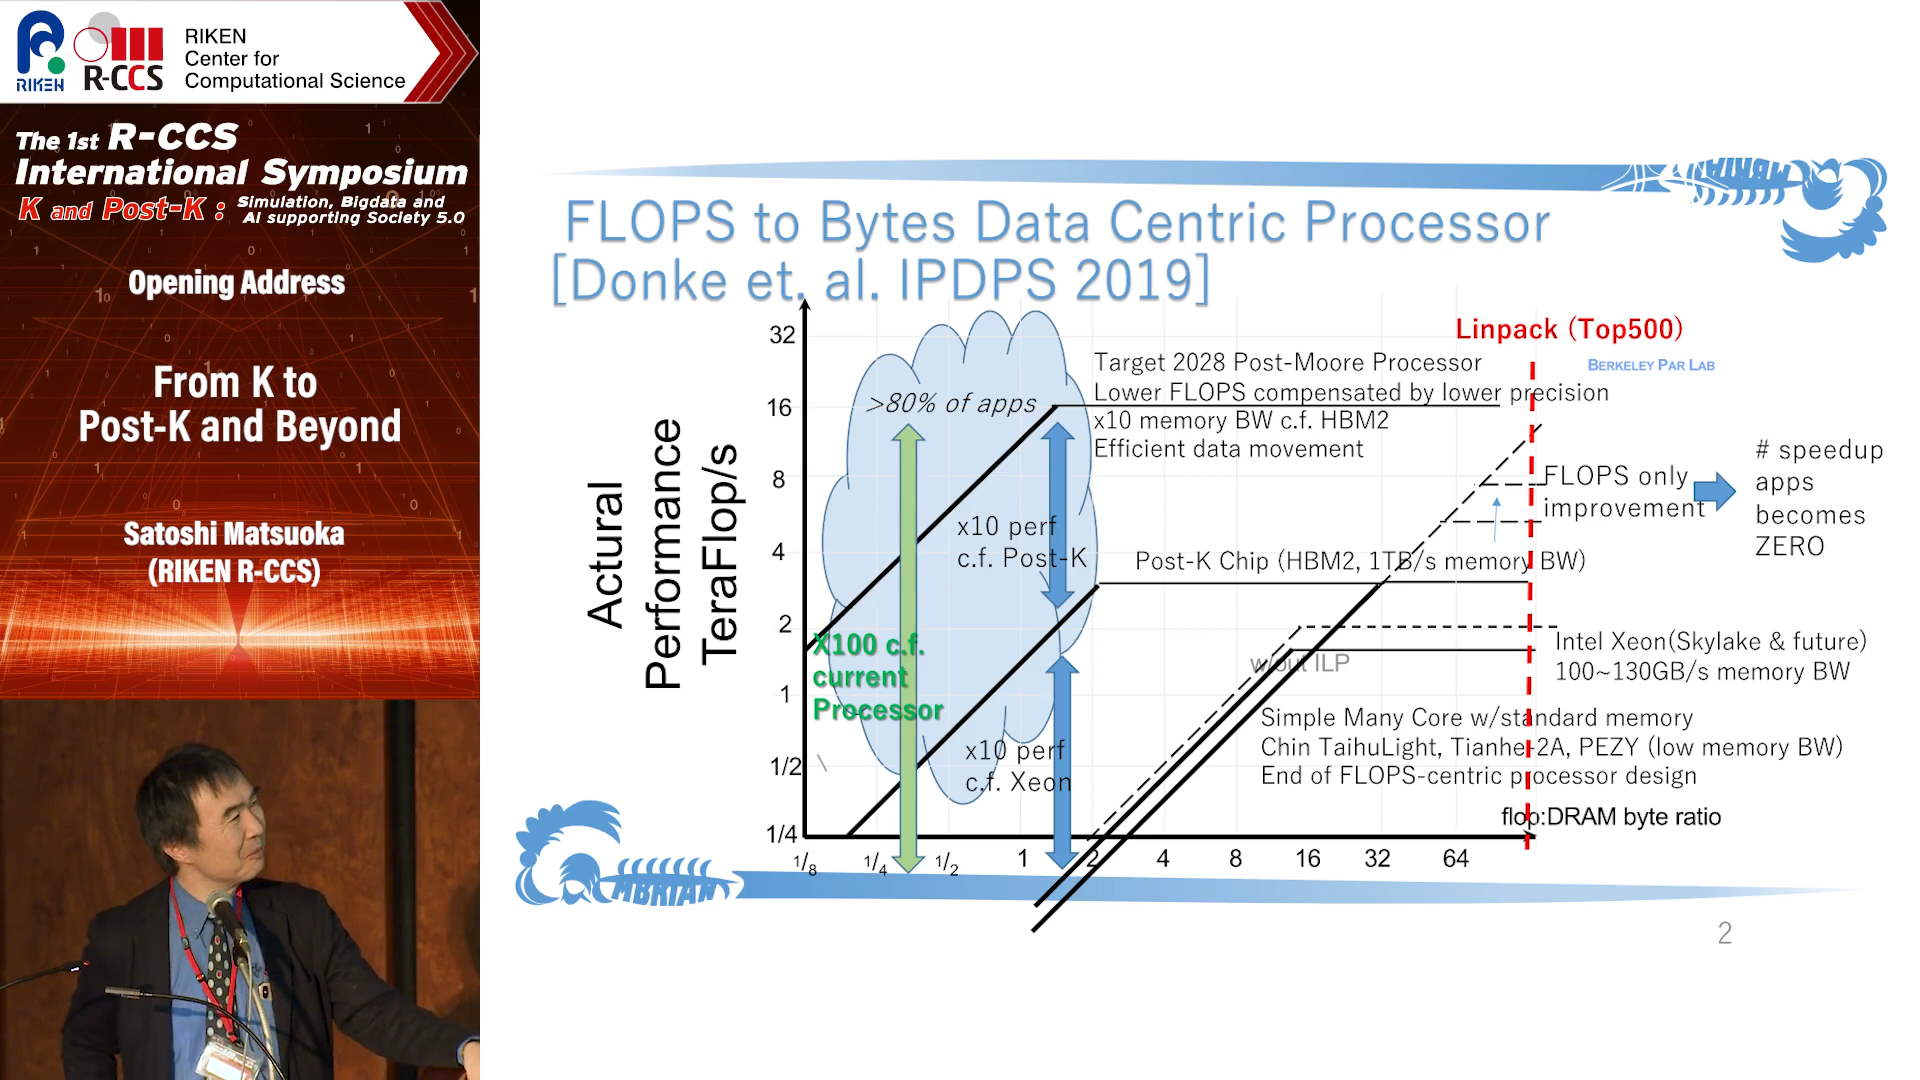 RIKEN
R-CCS
RIKEN
Center for
Computational Science
The 1st R-CCS
International Symposium
K and Post-K : Simulation, Bigdata and
AI supporting Society 5.0
Opening Address
From K to
Post-K and Beyond
Satoshi Matsuoka
(RIKEN R-CCS)
FLOPS to Bytes Data Centric Processor
[Donke et. al. IPDPS 2019]
Linpack (Top500)
BERKELEY PAR LAB
Target 2028 Post-Moore Processor
Lower FLOPS compensated by lower precision
x10 memory BW c.f. HBM2
Efficient data movement
>80% of apps
Actural
Performance
TeraFlop/s
32
16
8
4
2
1
1/2
1/4
x10 perf
c.f. Post-K
FLOPS only
improvement
# speedup
apps
becomes
ZERO
Post-K Chip (HBM2, 1TB/s memory BW)
X100 c.f.
current
Processor
w/out ILP
Intel Xeon(Skylake & future)
100~130GB/s memory BW
x10 perf
c.f. Xeon
Simple Many Core w/standard memory
Chin TaihuLight, Tianhe-2A, PEZY (low memory BW)
End of FLOPS-centric processor design
flop:DRAM byte ratio
1/8 1/4 1/2 1 2 4 8 16 32 64
MBRIAN
2